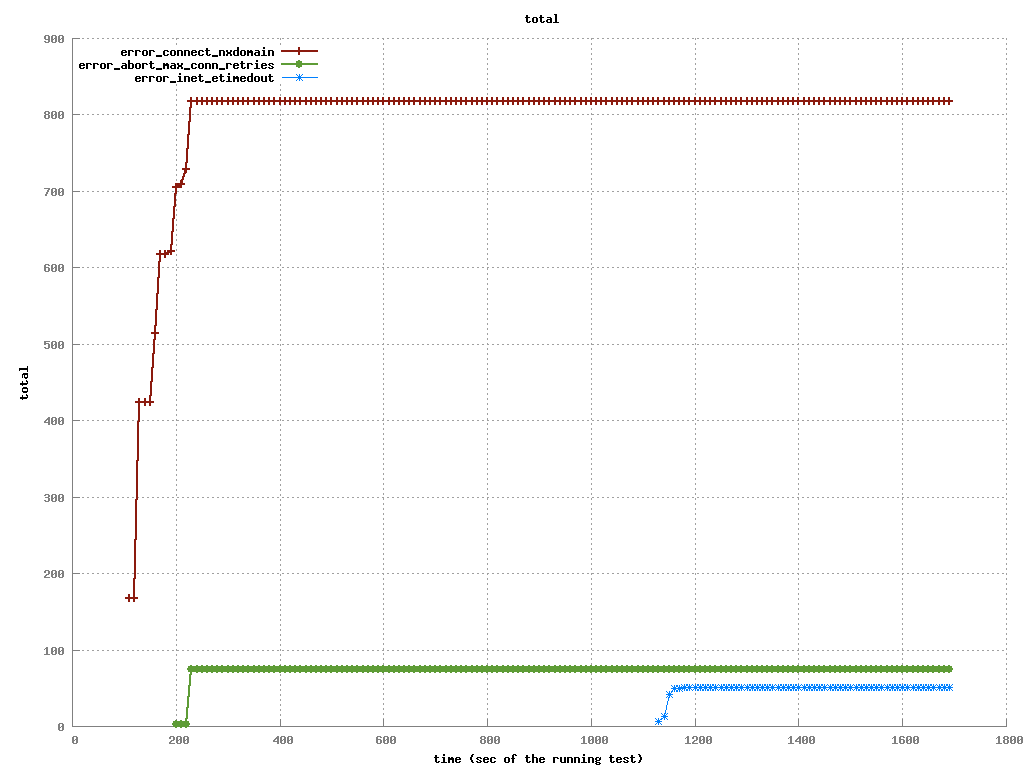 total
error_connect_nxdomain
error_abort_max_conn_retries
error_inet_etimedout
900
800
700
600
500
400
300
200
100
0
total
0 200 400 600 800 1000 1200 1400 1600 1800
time (sec of the running test)